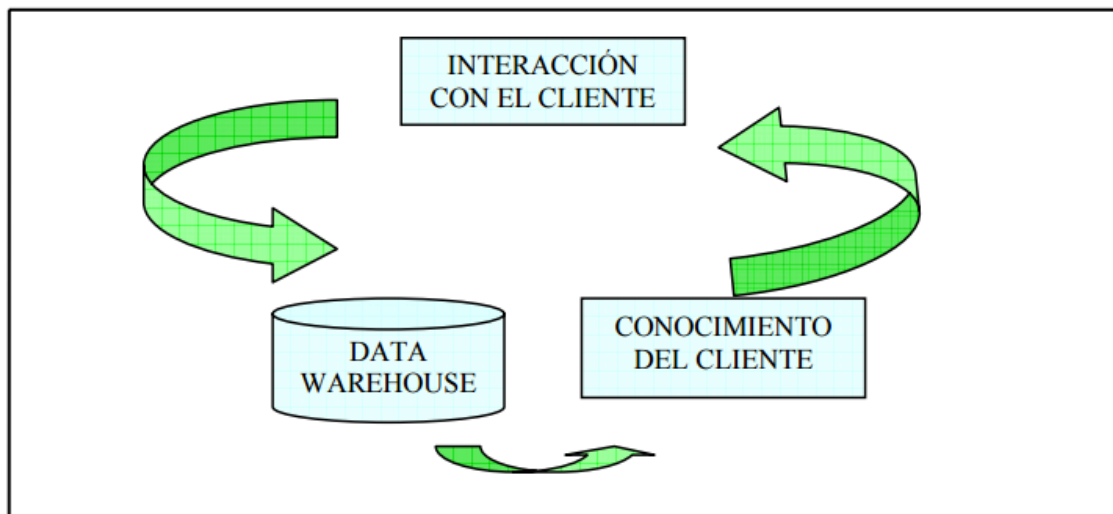 INTERACCIÓN
CON EL CLIENTE
DATA
WAREHOUSE
CONOCIMIENTO
DEL CLIENTE